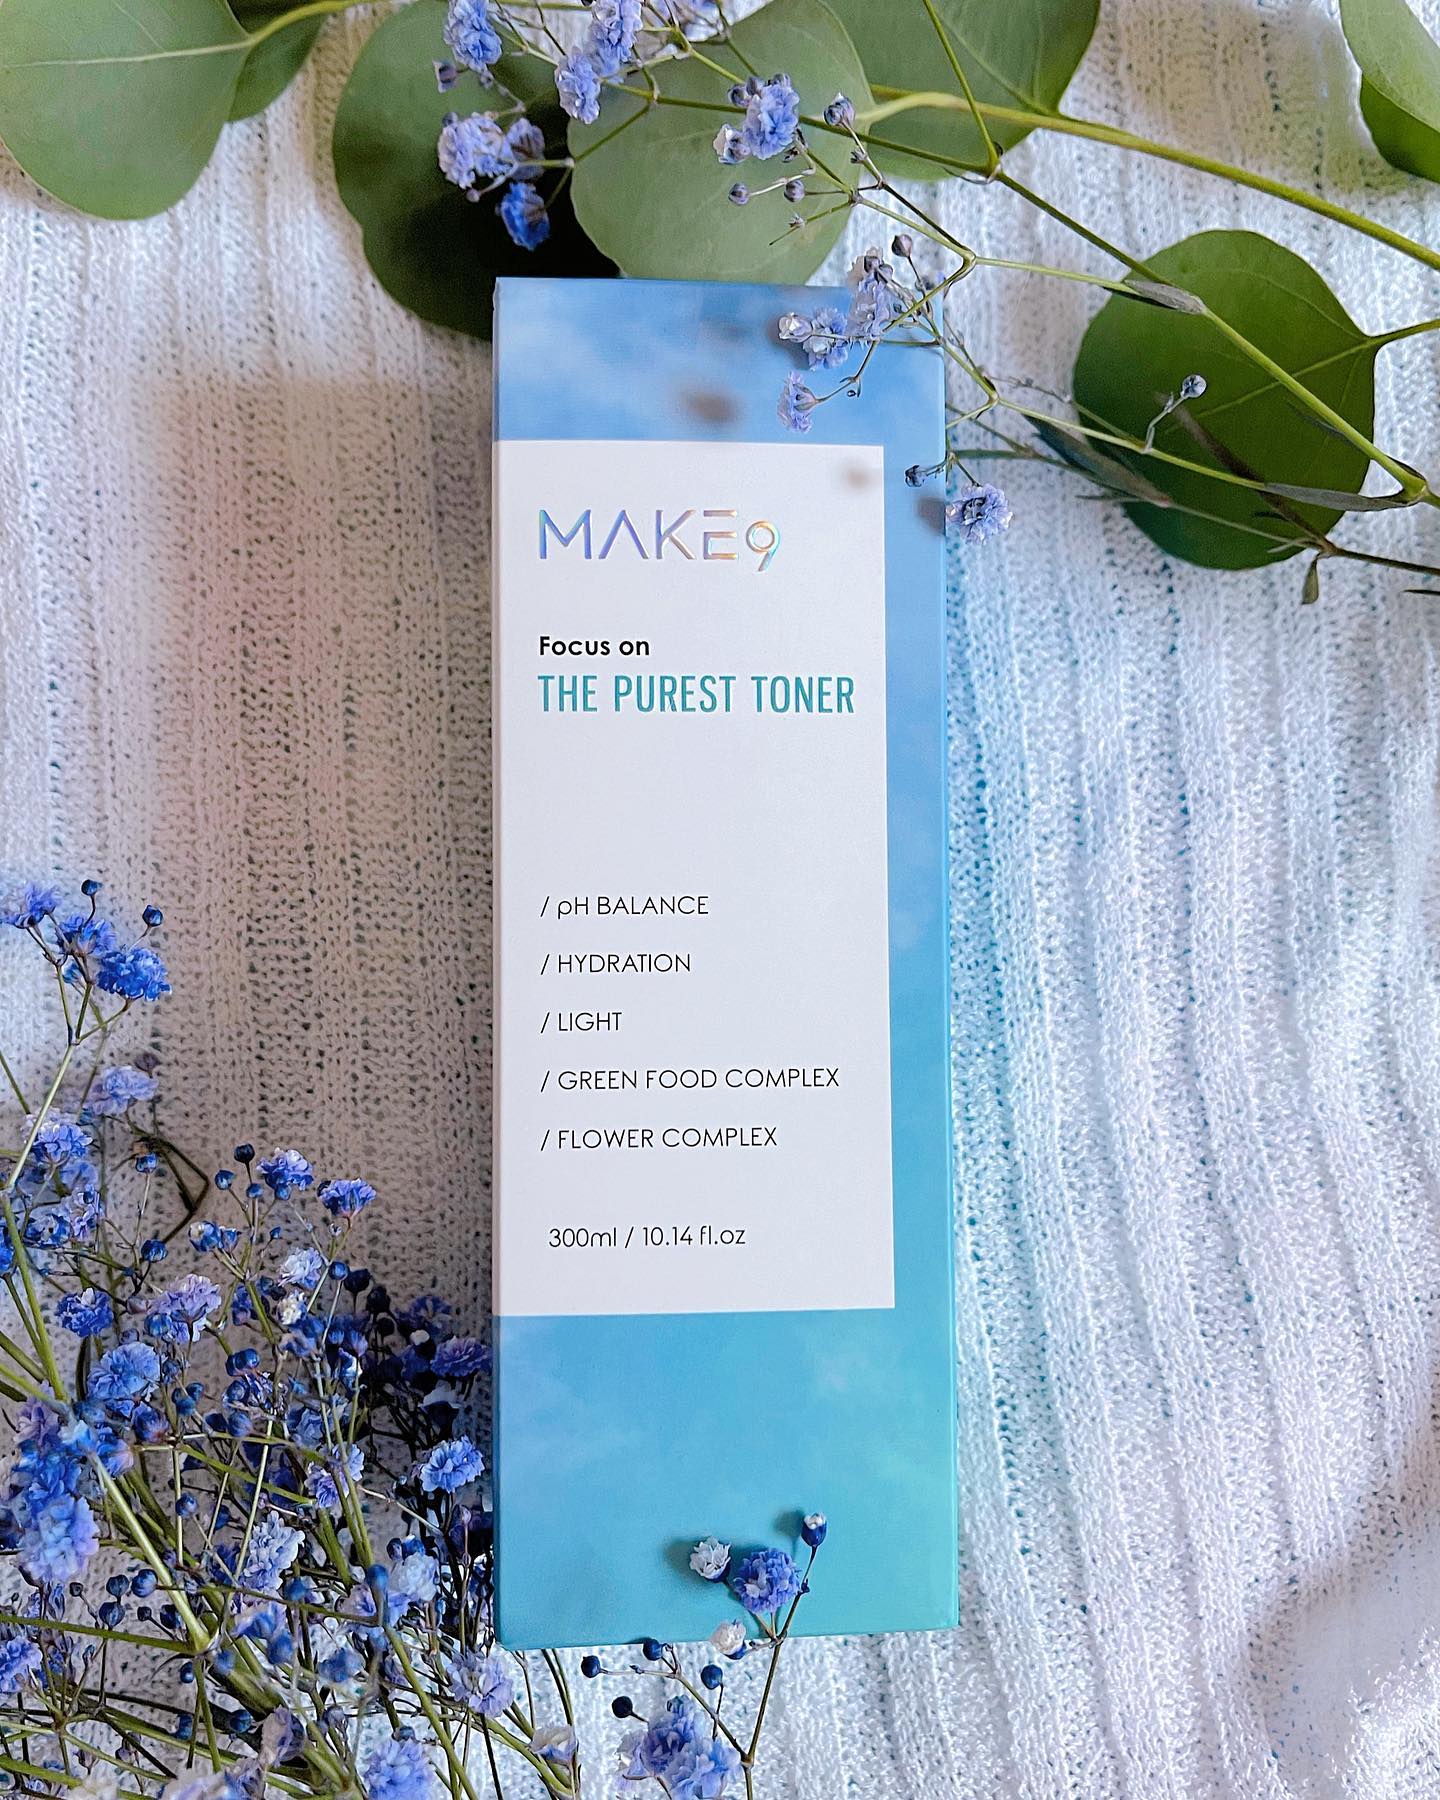 MAKE9
Focus on
THE PUREST TONER
/ pH BALANCE
/ HYDRATION
/ LIGHT
/ GREEN FOOD COMPLEX
/ FLOWER COMPLEX
300ml / 10.14 fl.oz